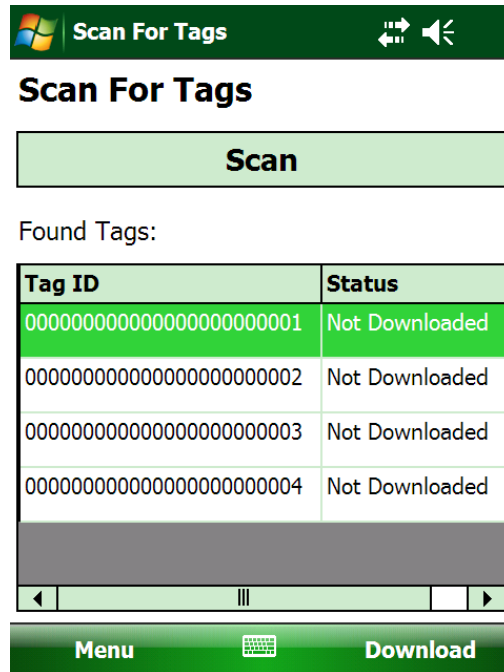 Scan For Tags
Scan For Tags
Scan
Found Tags:
Tag ID Status
000000000000000000000001 Not Downloaded
000000000000000000000002 Not Downloaded
000000000000000000000003 Not Downloaded
000000000000000000000004 Not Downloaded
Menu Download